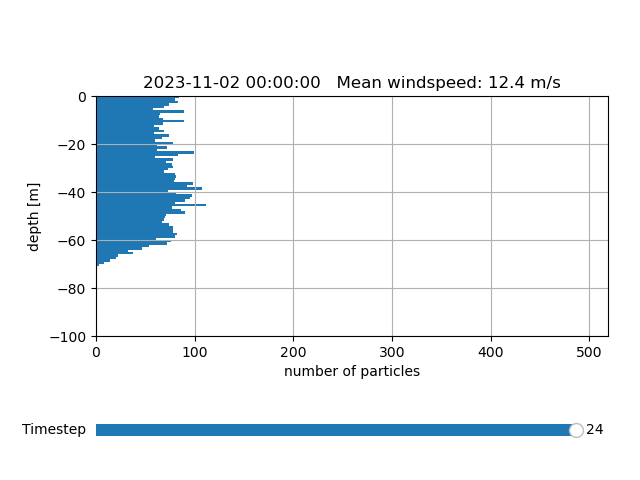 2023-11-02 00:00:00   Mean windspeed: 12.4 m/s
0
−20
−40
−60
−80
−100
depth [m]
0 100 200 300 400 500
number of particles
Timestep 24